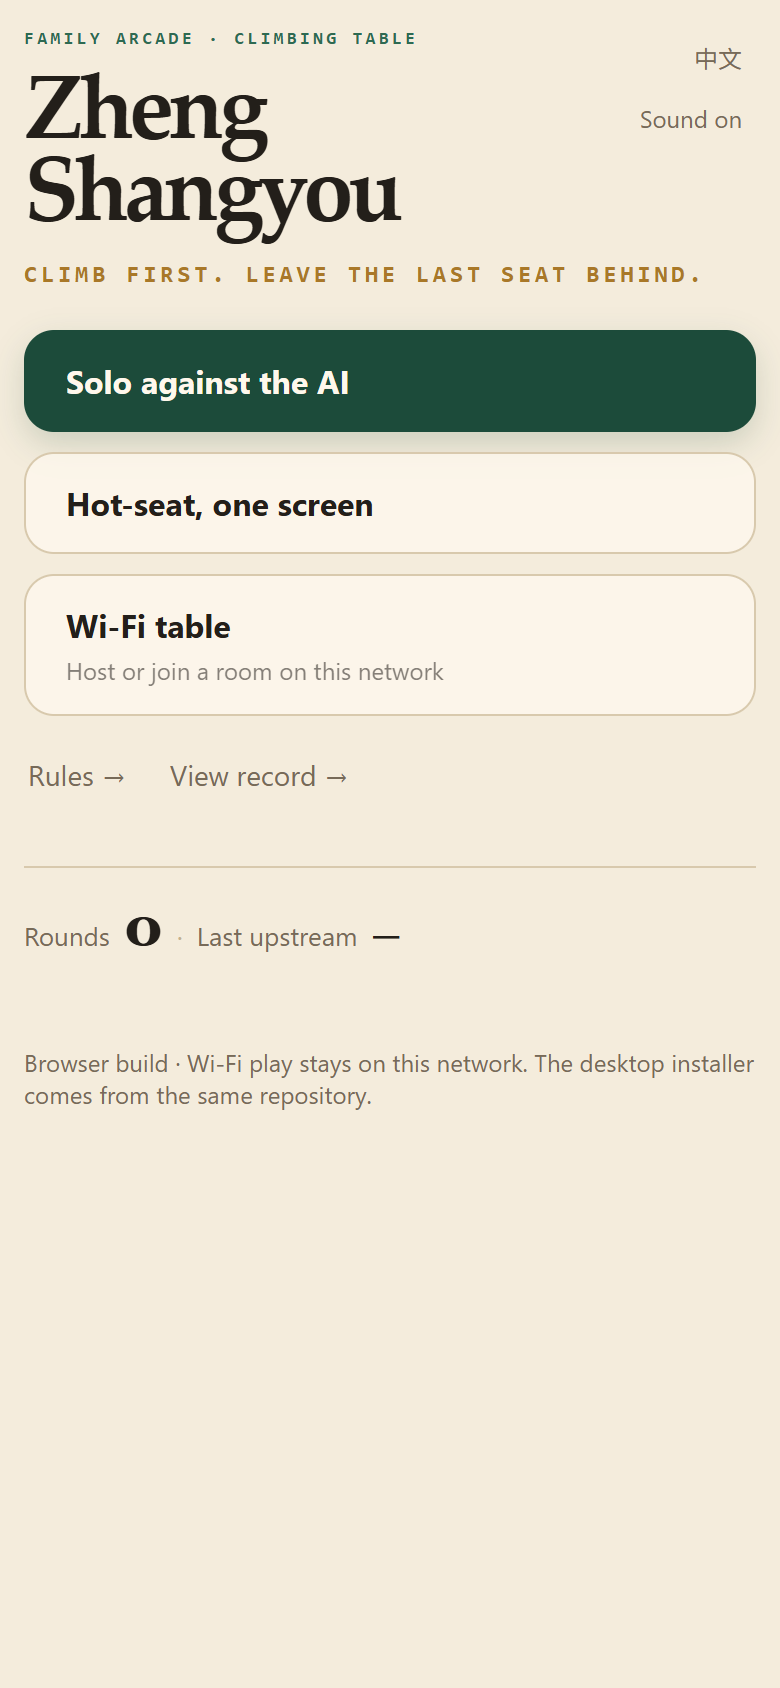 FAMILY ARCADE · CLIMBING TABLE
中文
Sound on
Zheng
Shangyou
CLIMB FIRST. LEAVE THE LAST SEAT BEHIND.
Solo against the AI
Hot-seat, one screen
Wi-Fi table
Host or join a room on this network
Rules → View record →
Rounds 0 · Last upstream —
Browser build · Wi-Fi play stays on this network. The desktop installer
comes from the same repository.